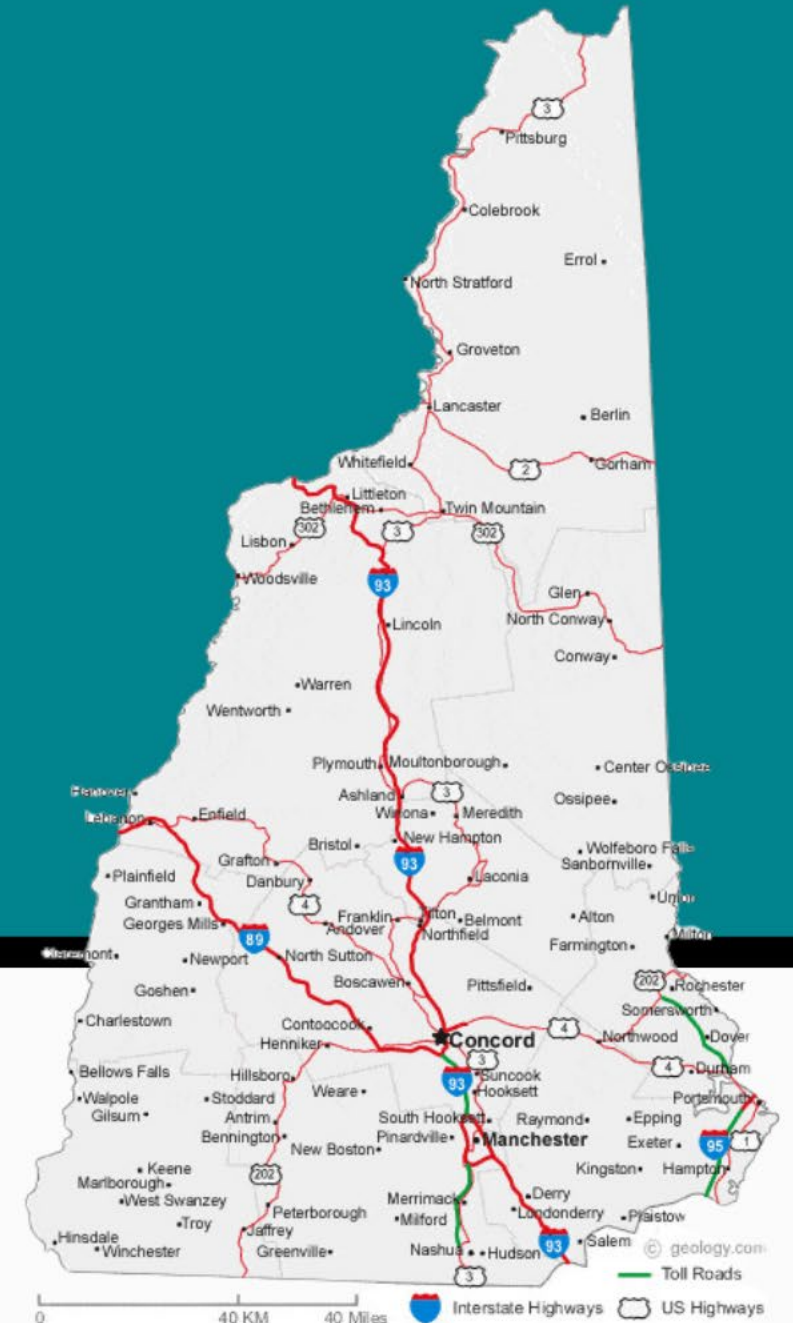 3
Pittsburg
Colebrook
Errol
North Stratford
Groveton
Lancaster
Berlin
Whitefield
2
Gorham
Littleton
Bethlehem
Twin Mountain
302
3
302
Lisbon
Woodsville
93
Glen
North Conway
Lincoln
Conway
Warren
Wentworth
Plymouth
Moultonborough
Center Ossipee
Hanover
Ashland
3
Ossipee
Lebanon
Enfield
Winona
Meredith
Bristol
New Hampton
Wolfeboro Falls
Grafton
93
Sanbornville
Plainfield
Danbury
Laconia
Grantham
4
Union
Georges Mills
Franklin
Tilton
Belmont
Alton
Andover
Northfield
Milton
89
Farmington
Claremont
Newport
North Sutton
Goshen
Boscawen
Pittsfield
202
Rochester
Somersworth
Charlestown
Contoocook
Concord
4
Northwood
Dover
Henniker
3
4
Durham
Bellows Falls
Hillsboro
93
Suncook
Walpole
Stoddard
Weare
Hooksett
Portsmouth
Gilsum
Antrim
South Hooksett
Raymond
Epping
Bennington
Pinardville
Manchester
Exeter
95
1
New Boston
Keene
202
Kingston
Hampton
Marlborough
West Swanzey
Merrimack
Derry
Peterborough
Londonderry
Troy
Milford
Plaistow
Jaffrey
Hinsdale
Winchester
Greenville
Nashua
Hudson
93
Salem
© geology.com
3
Toll Roads
Interstate Highways
US Highways
0
40 KM
40 Miles